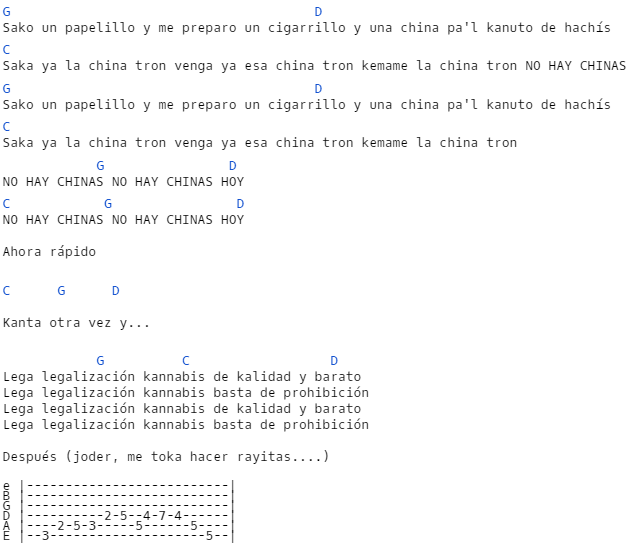 G                                       D
Sako un papelillo y me preparo un cigarrillo y una china pa'l kanuto de hachís
C
Saka ya la china tron venga ya esa china tron kemame la china tron NO HAY CHINAS
G                                       D
Sako un papelillo y me preparo un cigarrillo y una china pa'l kanuto de hachís
C
Saka ya la china tron venga ya esa china tron kemame la china tron
            G                D
NO HAY CHINAS NO HAY CHINAS HOY
C            G                D
NO HAY CHINAS NO HAY CHINAS HOY
Ahora rápido
C      G      D
Kanta otra vez y...
            G          C                  D
Lega legalización kannabis de kalidad y barato
Lega legalización kannabis basta de prohibición
Lega legalización kannabis de kalidad y barato
Lega legalización kannabis basta de prohibición
Después (joder, me toka hacer rayitas....)
e |--------------------------|
B |--------------------------|
G |--------------------------|
D |----------2-5--4-7-4------|
A |----2-5-3-----5------5----|
E |--3--------------------5--|